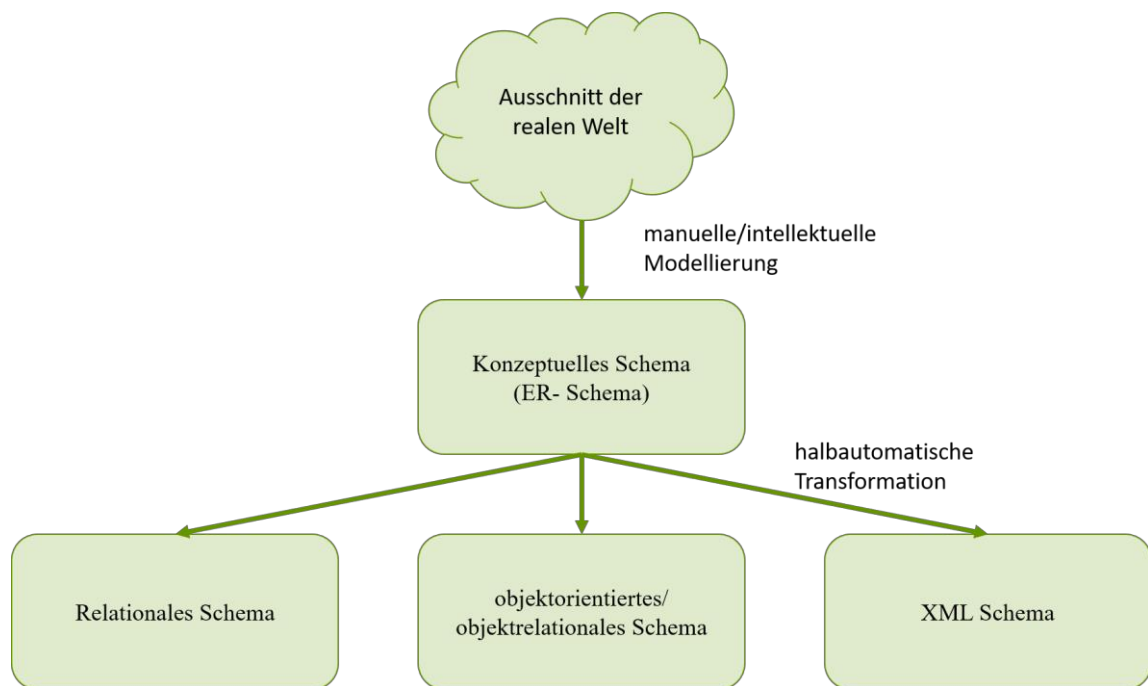 Ausschnitt der
realen Welt
manuelle/intellektuelle
Modellierung
Konzeptuelles Schema
(ER- Schema)
halbautomatische
Transformation
Relationales Schema
objektorientiertes/
objektrelationales Schema
XML Schema